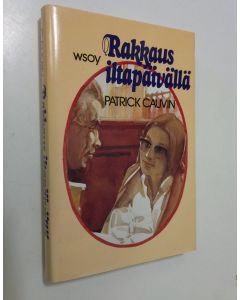 wsoy Rakkaus
iltapäivällä
PATRICK CAUVIN